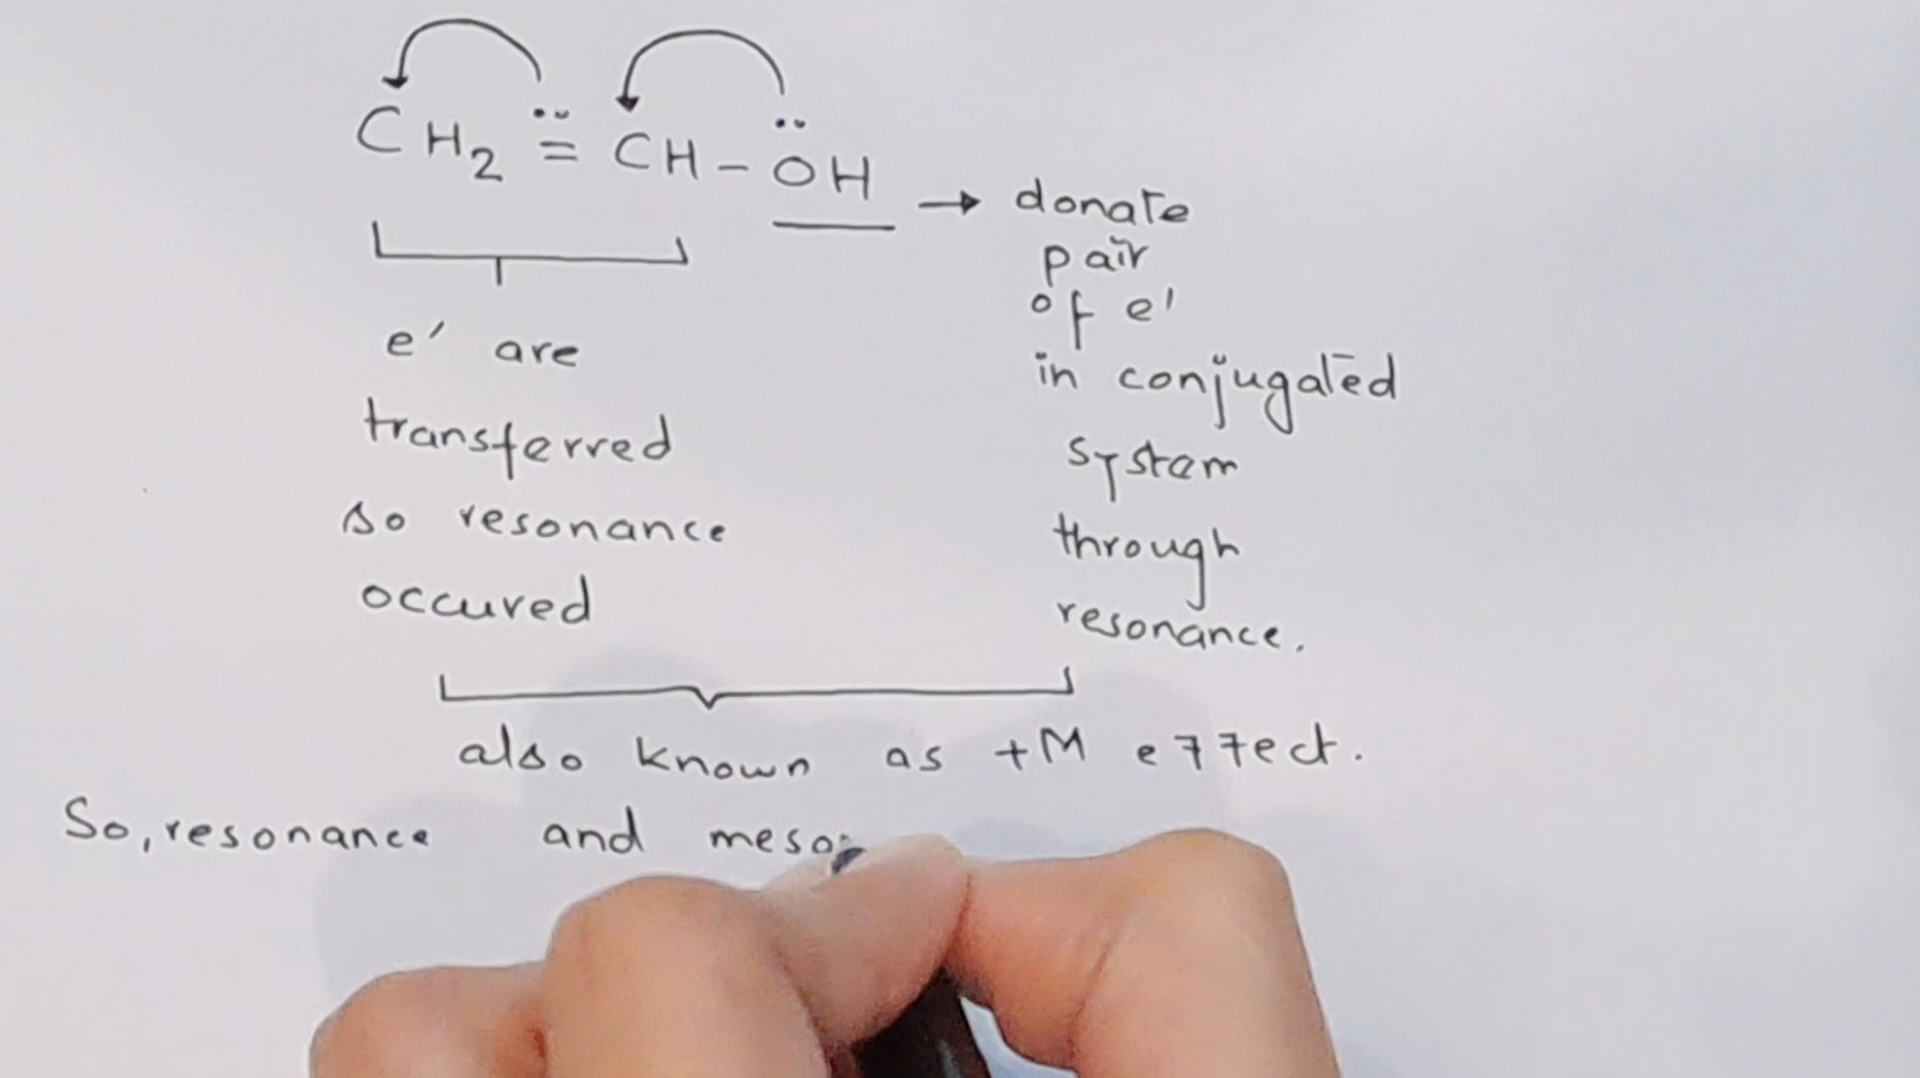 CH₂ = CH - OH → donate
pair
of e'
in conjugated
system
through
resonance.
e' are
transferred
so resonance
occured
also known as +M effect.
So, resonance and meso